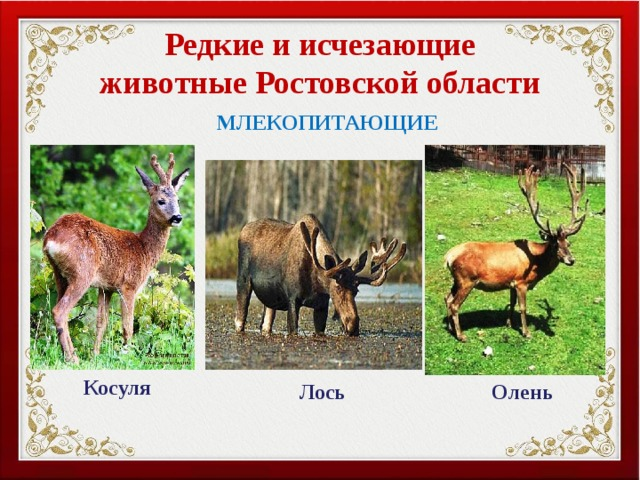 Редкие и исчезающие
животные Ростовской области
МЛЕКОПИТАЮЩИЕ
Косуля
Лось
Олень